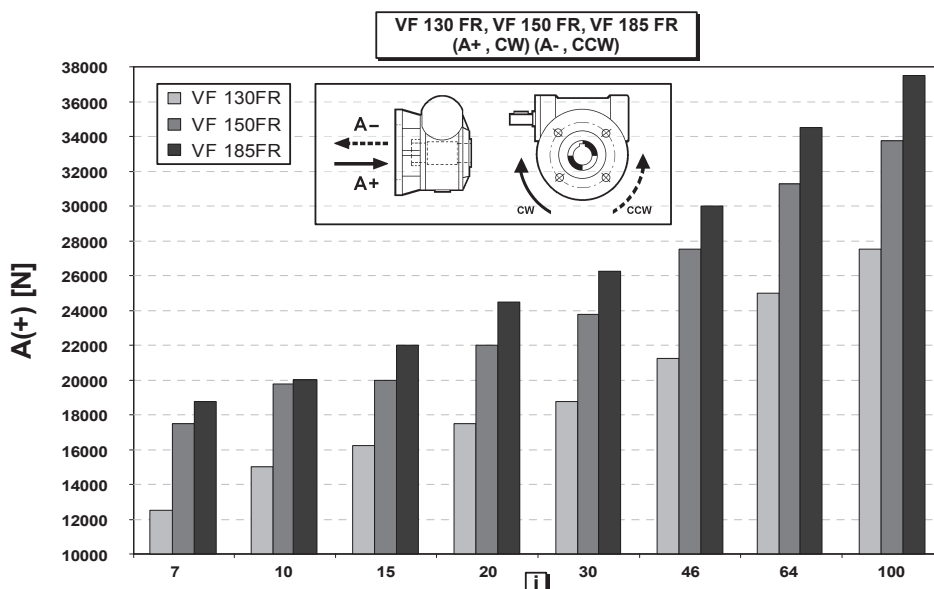 VF 130 FR, VF 150 FR, VF 185 FR
(A+ , CW) (A- , CCW)
A(+) [N]
38000
36000
34000
32000
30000
28000
26000
24000
22000
20000
18000
16000
14000
12000
10000
VF 130FR
VF 150FR
VF 185FR
A–
A+
CW
CCW
7 10 15 20 30 46 64 100
i